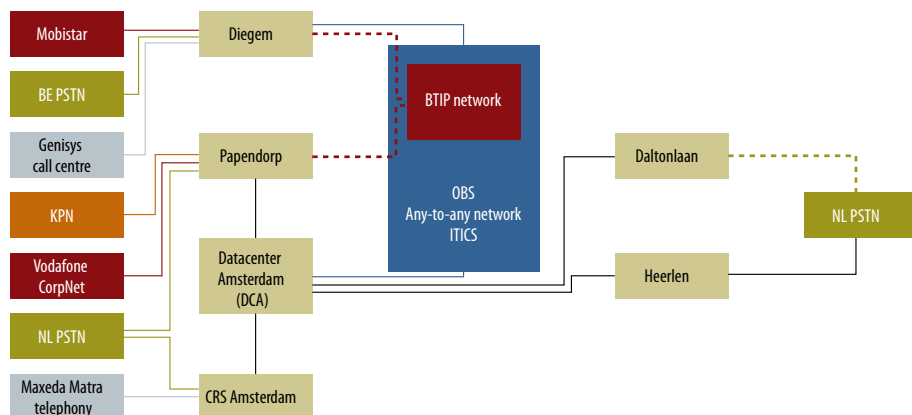 Mobistar
BE PSTN
Genisys
call centre
KPN
Vodafone
CorpNet
NL PSTN
Maxeda Matra
telephony
Diegem
Papendorp
Datacenter
Amsterdam
(DCA)
CRS Amsterdam
BTIP network
OBS
Any-to-any network
ITICS
Daltonlaan
Heerlen
NL PSTN